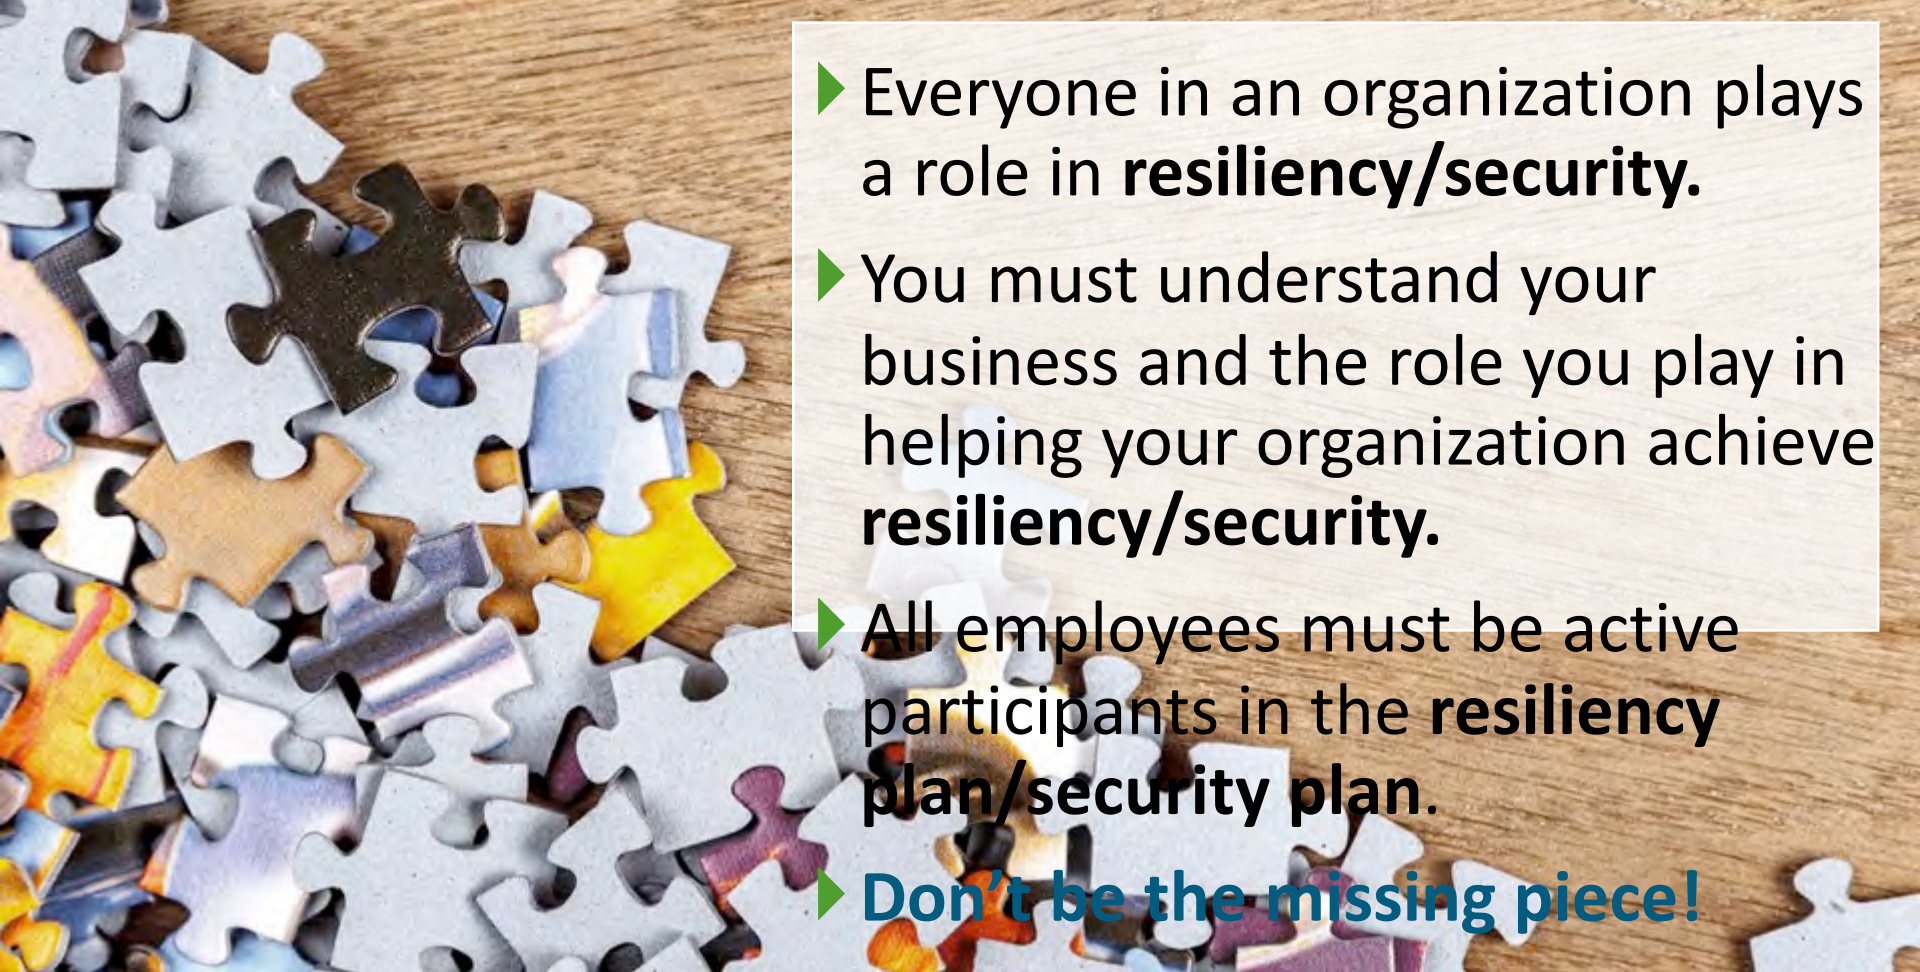 Everyone in an organization plays
a role in resiliency/security.
You must understand your
business and the role you play in
helping your organization achieve
resiliency/security.
All employees must be active
participants in the resiliency
plan/security plan.
Don’t be the missing piece!